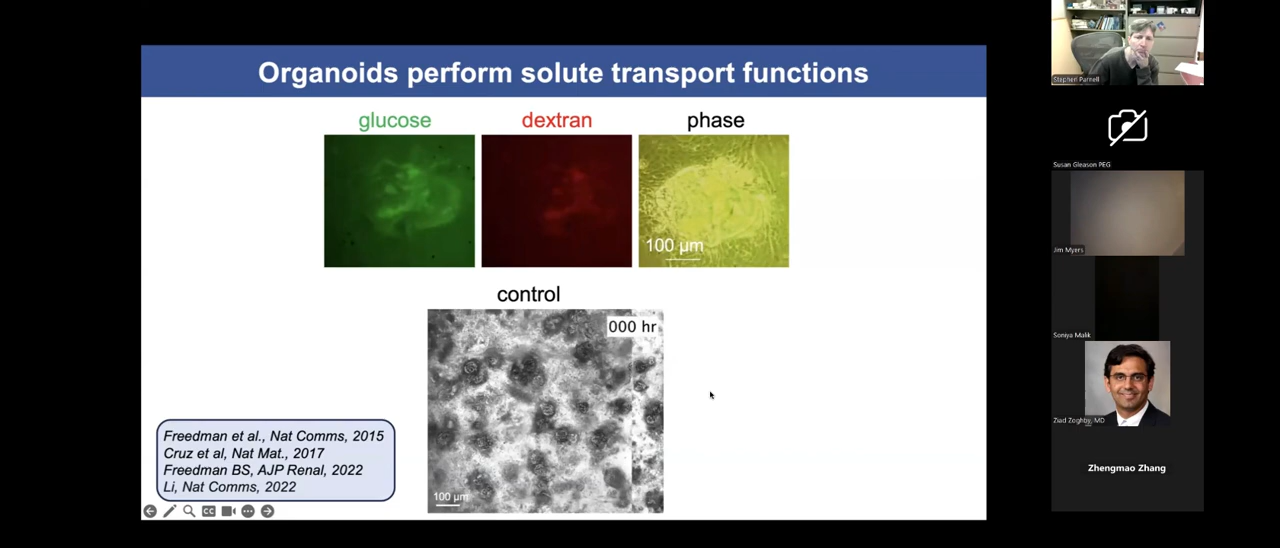 Organoids perform solute transport functions
glucose
dextran
phase
100 µm
control
000 hr
100 µm
Freedman et al., Nat Comms, 2015
Cruz et al, Nat Mat., 2017
Freedman BS, AJP Renal, 2022
Li, Nat Comms, 2022
CC
Stephen Parnell
Susan Gleason PEG
Jim Myers
Soniya Malik
Ziad Zoghby, MD
Zhengmao Zhang